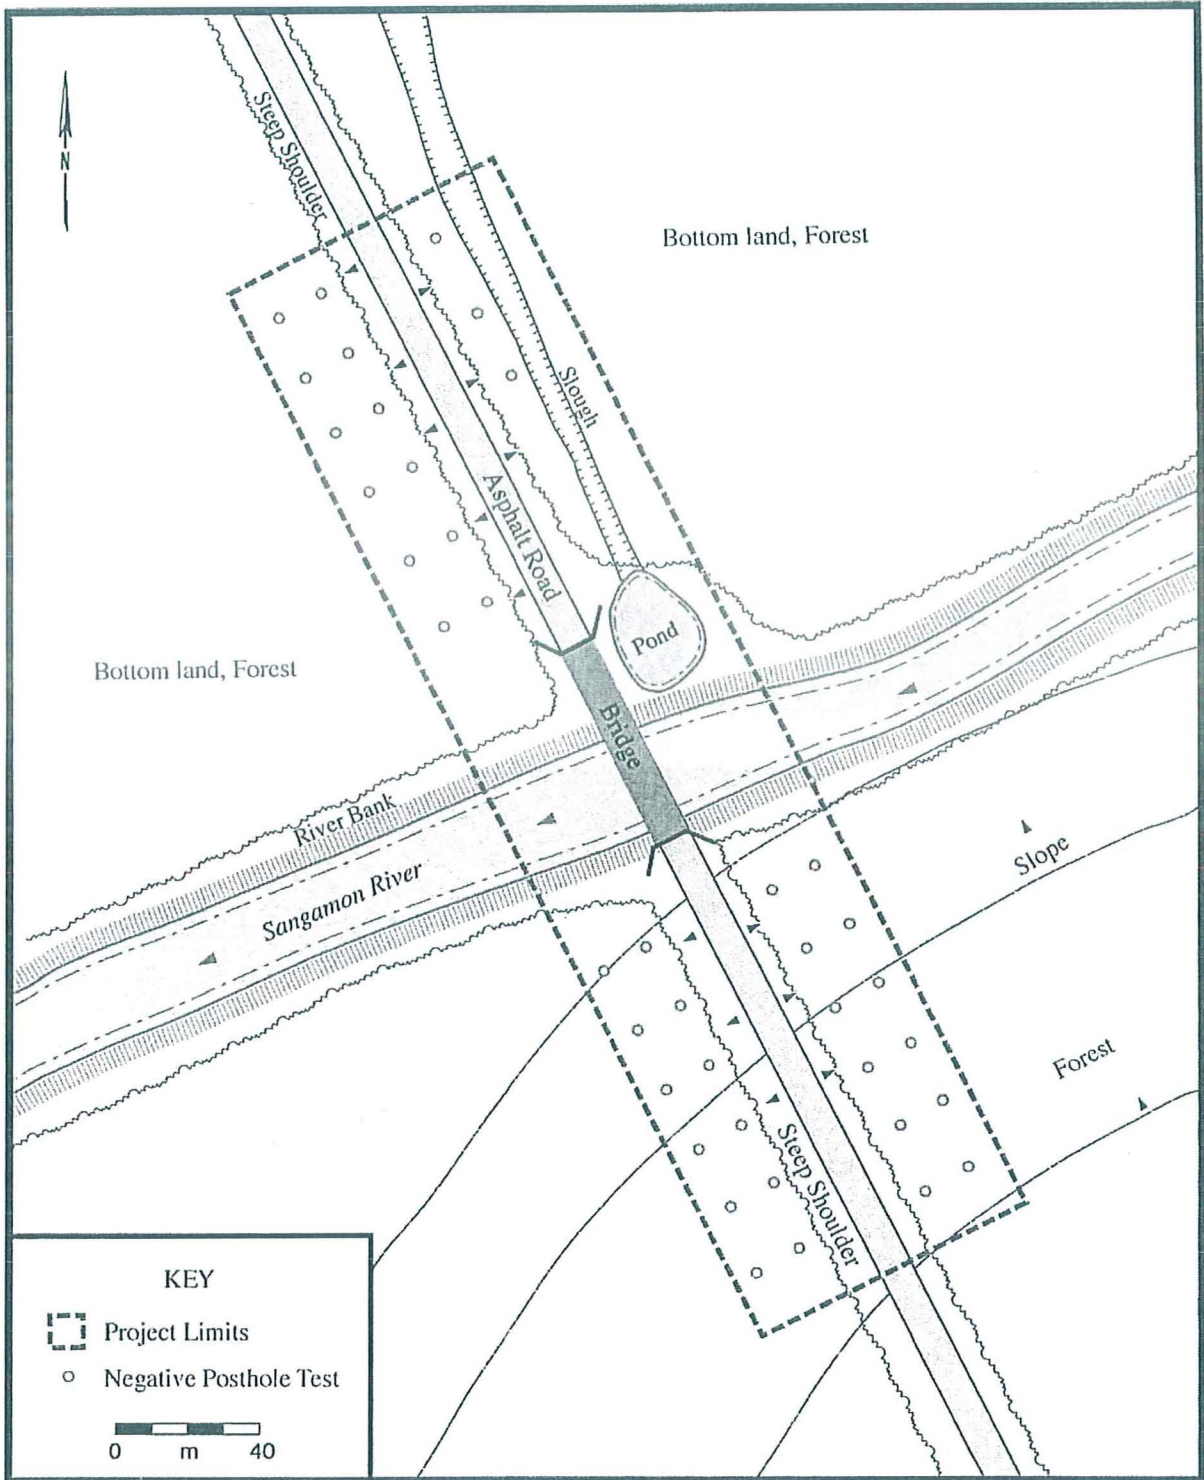 Steep Shoulder
N
Bottom land, Forest
Slough
Asphalt Road
Pond
Bottom land, Forest
Bridge
River Bank
Sangamon River
Slope
Forest
Steep Shoulder
KEY
Project Limits
Negative Posthole Test
0 m 40